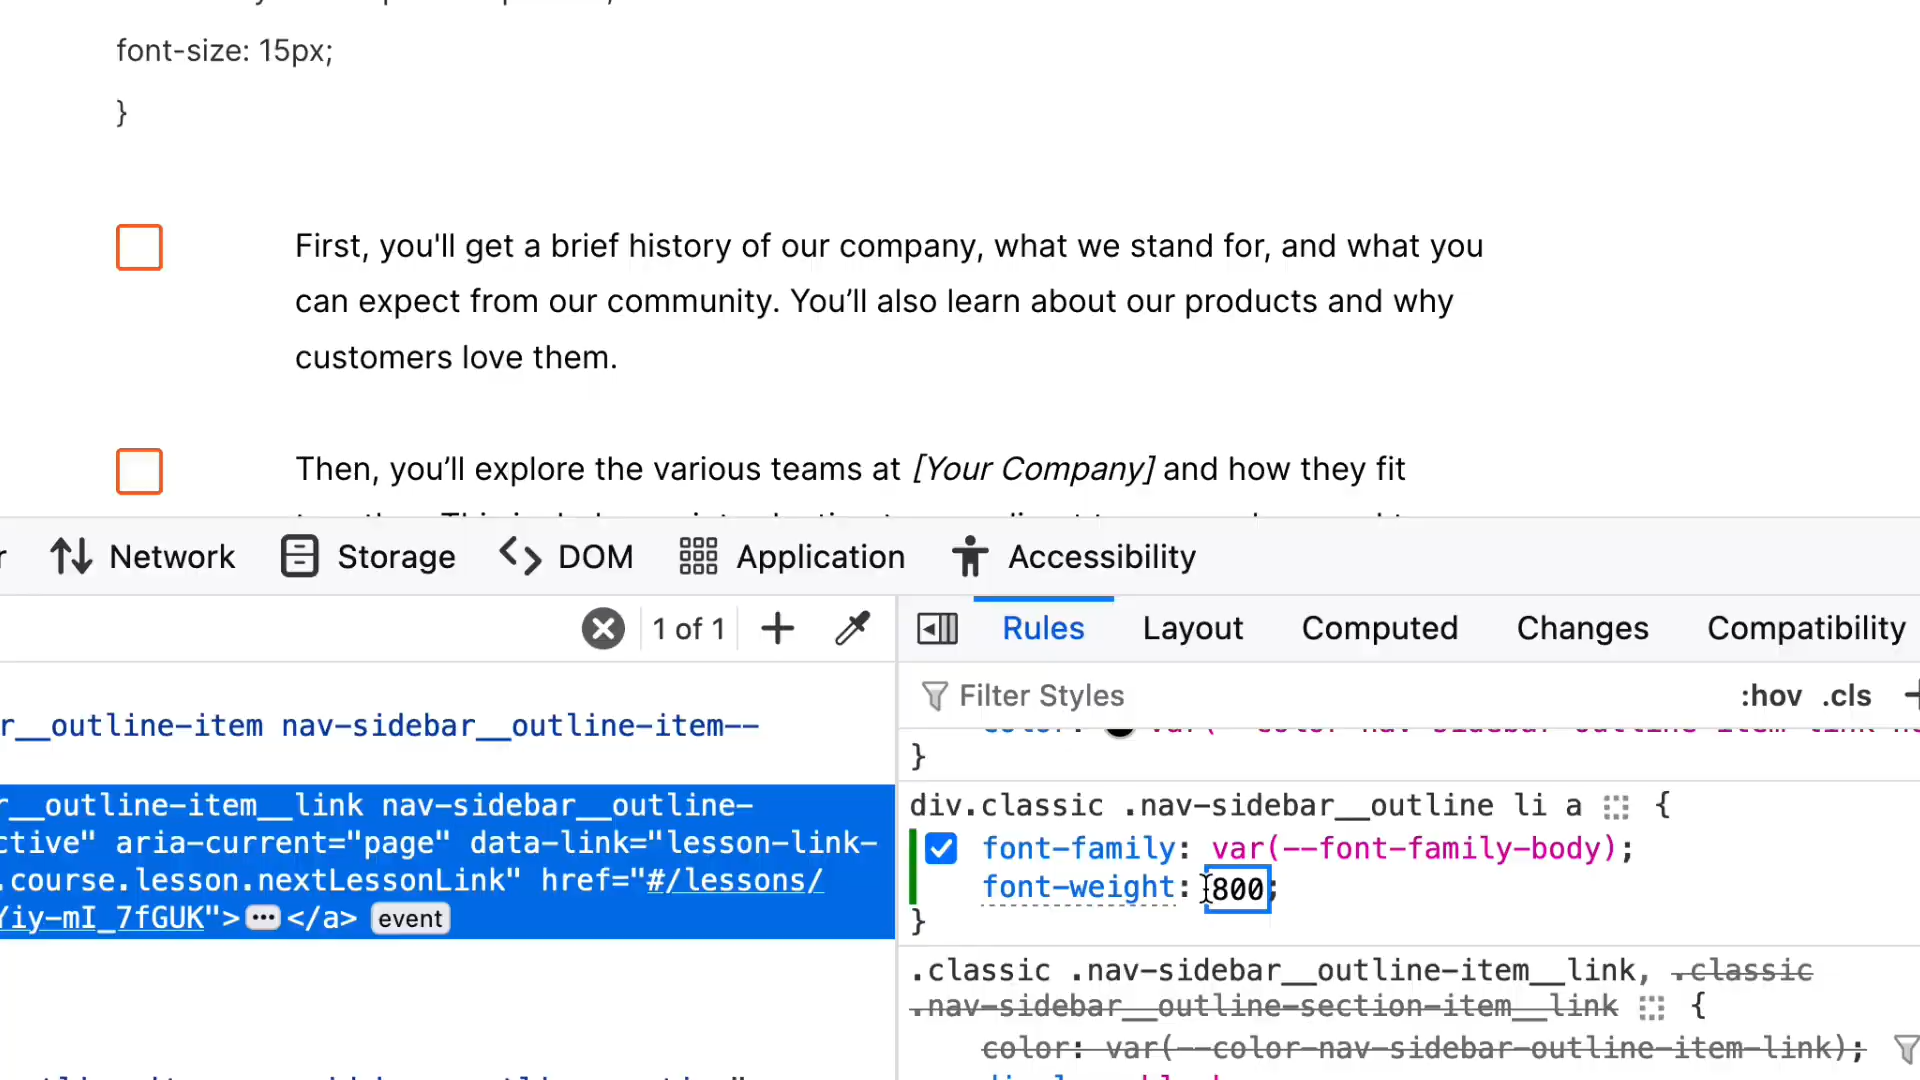 font-size: 15px;
}
First, you'll get a brief history of our company, what we stand for, and what you
can expect from our community. You’ll also learn about our products and why
customers love them.
Then, you’ll explore the various teams at [Your Company] and how they fit
r Network Storage DOM Application Accessibility
1 of 1 Rules Layout Computed Changes Compatibility
Filter Styles :hov .cls
r__outline-item nav-sidebar__outline-item--
}
r__outline-item__link nav-sidebar__outline-
ctive" aria-current="page" data-link="lesson-link-
.course.lesson.nextLessonLink" href="#/lessons/
Yiy-mI_7fGUK"></a> event
div.classic .nav-sidebar__outline li a {
font-family: var(--font-family-body);
font-weight: 800;
}
.classic .nav-sidebar__outline-item__link, .classic
.nav-sidebar__outline-section-item__link {
color: var(--color-nav-sidebar-outline-item-link);